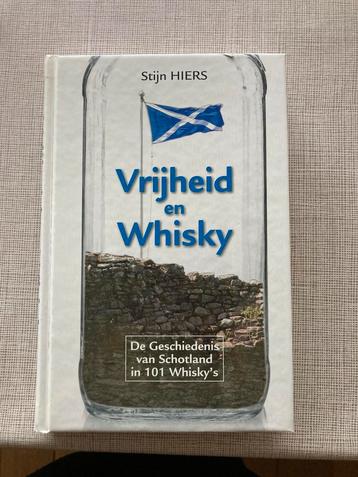 Stijn HIERS
Vrijheid
en
Whisky
De Geschiedenis
van Schotland
in 101 Whisky's